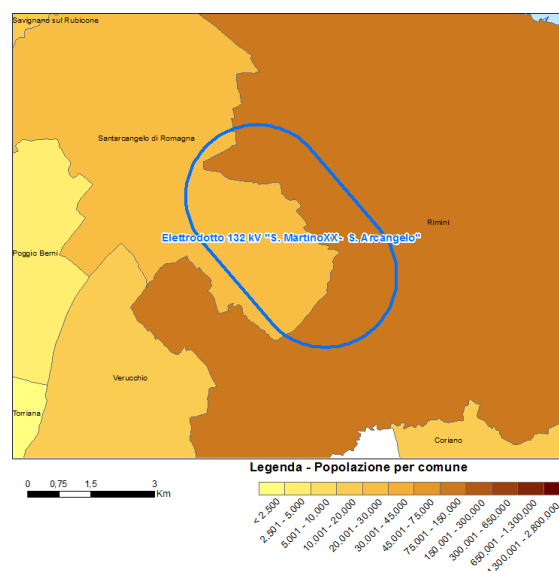 Savignano sul Rubicone
Santarcangelo di Romagna
Rimini
Elettrodotto 132 kV "S. MartinoXX- S. Arcangelo"
Poggio Berni
Verucchio
Torriana
Coriano
Legenda - Popolazione per comune
0 0,75 1,5 3
Km
< 2.500
2.501 - 5.000
5.001 - 10.000
10.001 - 20.000
20.001 - 30.000
30.001 - 45.000
45.001 - 75.000
75.001 - 150.000
150.001 - 300.000
300.001 - 650.000
650.001 - 1.300.000
1.300.001 - 2.800.000